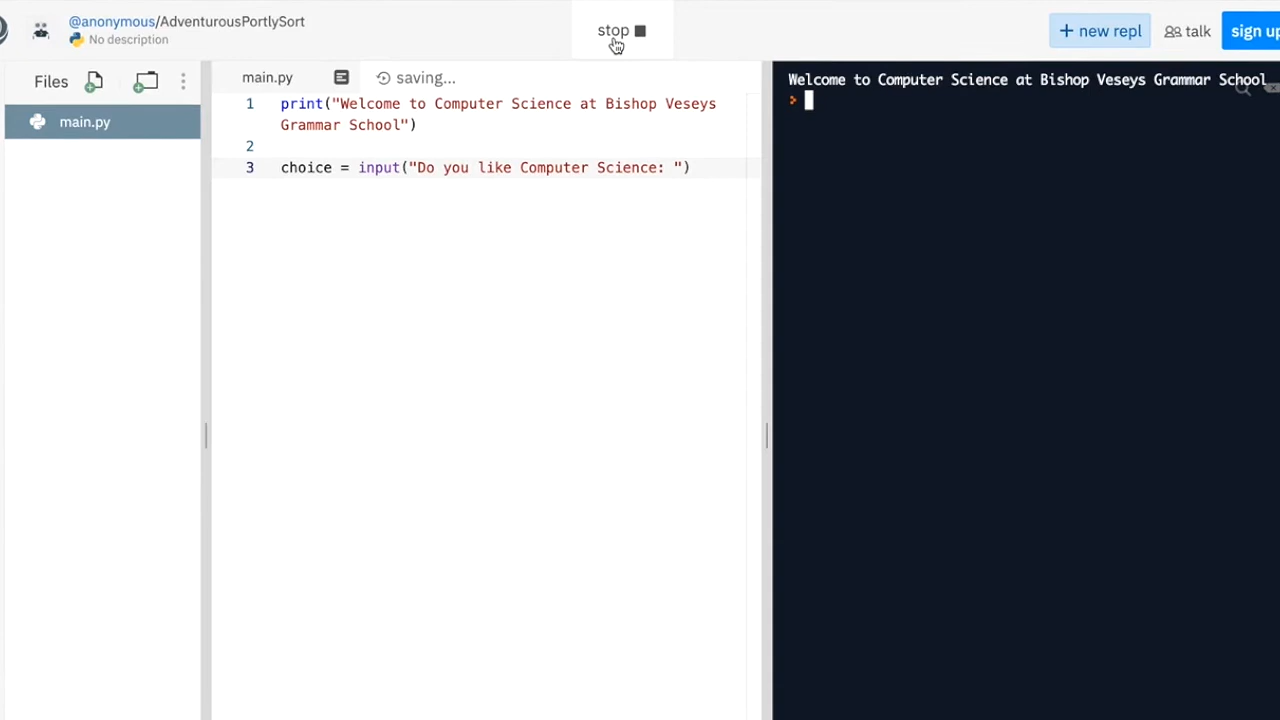 @anonymous/AdventurousPortlySort
No description
stop
+ new repl
talk
sign up
Files
main.py
main.py
saving...
1 print("Welcome to Computer Science at Bishop Veseys
Grammar School")
2
3 choice = input("Do you like Computer Science: ")
Welcome to Computer Science at Bishop Veseys Grammar School
>